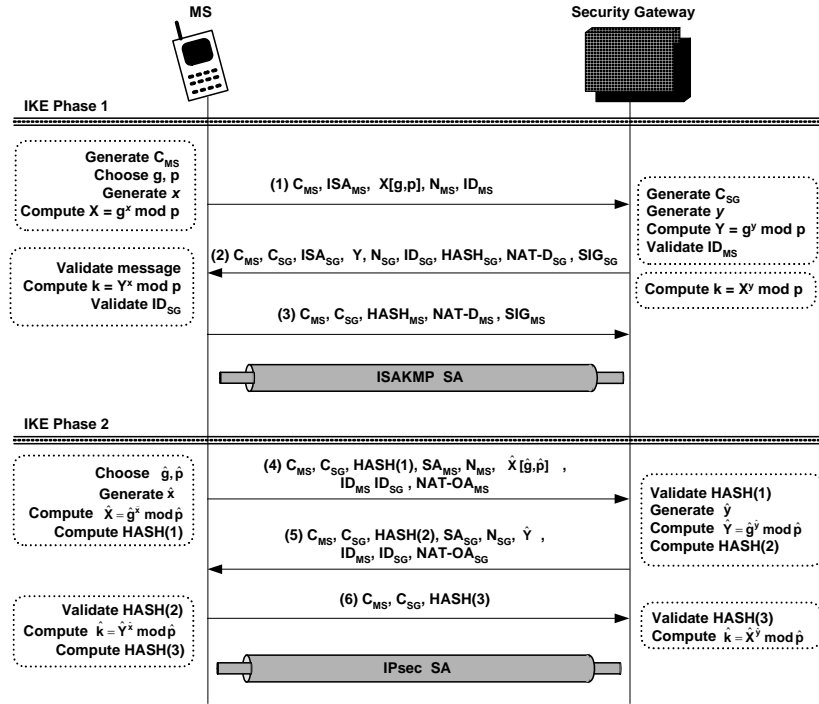 MS
Security Gateway
IKE Phase 1
Generate C_MS
Choose g, p
Generate x
Compute X = g^x mod p
(1) C_MS, ISA_MS, X[g,p], N_MS, ID_MS
Generate C_SG
Generate y
Compute Y = g^y mod p
Validate ID_MS
(2) C_MS, C_SG, ISA_SG, Y, N_SG, ID_SG, HASH_SG, NAT-D_SG, SIG_SG
Validate message
Compute k = Y^x mod p
Validate ID_SG
Compute k = X^y mod p
(3) C_MS, C_SG, HASH_MS, NAT-D_MS, SIG_MS
ISAKMP SA
IKE Phase 2
Choose ĝ,p̂
Generate x̂
Compute X̂ = ĝ^x̂ mod p̂
Compute HASH(1)
(4) C_MS, C_SG, HASH(1), SA_MS, N_MS, X̂ [ĝ,p̂] ,
ID_MS ID_SG , NAT-OA_MS
Validate HASH(1)
Generate ŷ
Compute Ŷ = ĝ^ŷ mod p̂
Compute HASH(2)
(5) C_MS, C_SG, HASH(2), SA_SG, N_SG, Ŷ ,
ID_MS, ID_SG, NAT-OA_SG
Validate HASH(2)
Compute k̂ = Ŷ^x̂ mod p̂
Compute HASH(3)
(6) C_MS, C_SG, HASH(3)
Validate HASH(3)
Compute k̂ = X̂^ŷ mod p̂
IPsec SA